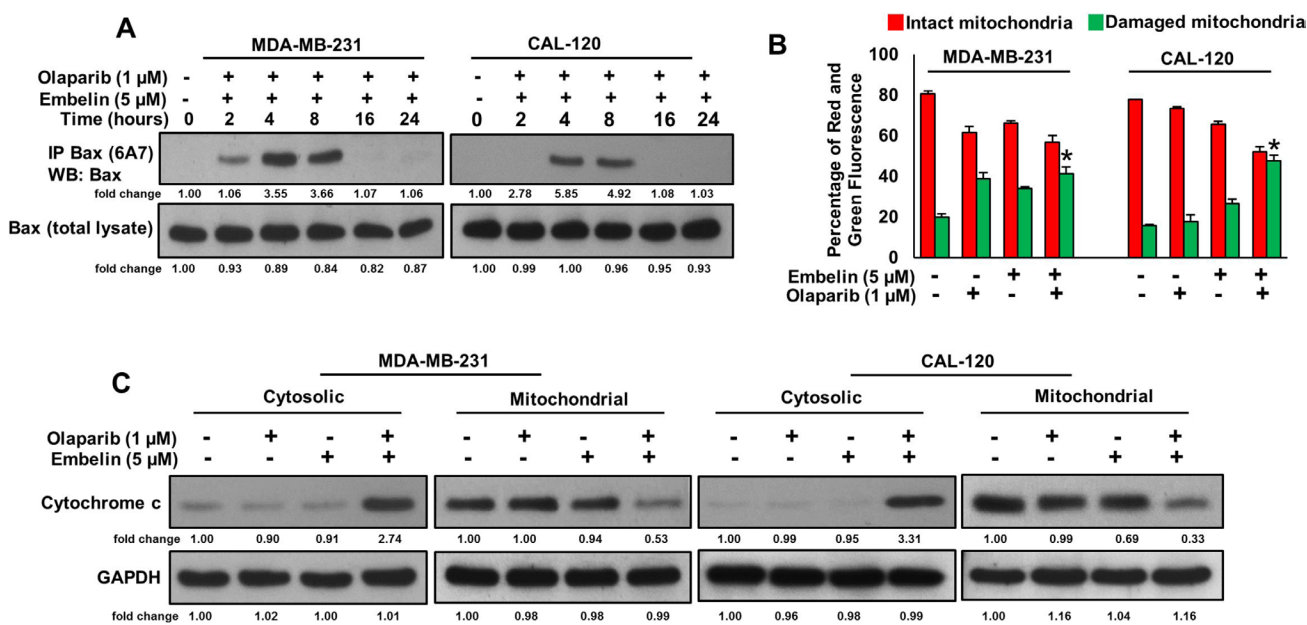 A
MDA-MB-231 CAL-120
Olaparib (1 µM) - + + + + + - + + + + +
Embelin (5 µM) - + + + + + - + + + + +
Time (hours) 0 2 4 8 16 24 0 2 4 8 16 24
IP Bax (6A7)
WB: Bax
fold change 1.00 1.06 3.55 3.66 1.07 1.06 1.00 2.78 5.85 4.92 1.08 1.03
Bax (total lysate)
fold change 1.00 0.93 0.89 0.84 0.82 0.87 1.00 0.99 1.00 0.96 0.95 0.93
B
Intact mitochondria Damaged mitochondria
MDA-MB-231 CAL-120
Percentage of Red and
Green Fluorescence
100
80
60
40
20
0
* *
Embelin (5 µM) - - + + - - + +
Olaparib (1 µM) - + - + - + - +
C
MDA-MB-231 CAL-120
Cytosolic Mitochondrial Cytosolic Mitochondrial
Olaparib (1 µM) - + - + - + - + - + - + - + - +
Embelin (5 µM) - - + + - - + + - - + + - - + +
Cytochrome c
fold change 1.00 0.90 0.91 2.74 1.00 1.00 0.94 0.53 1.00 0.99 0.95 3.31 1.00 0.99 0.69 0.33
GAPDH
fold change 1.00 1.02 1.00 1.01 1.00 0.98 0.98 0.99 1.00 0.96 0.98 0.99 1.00 1.16 1.04 1.16